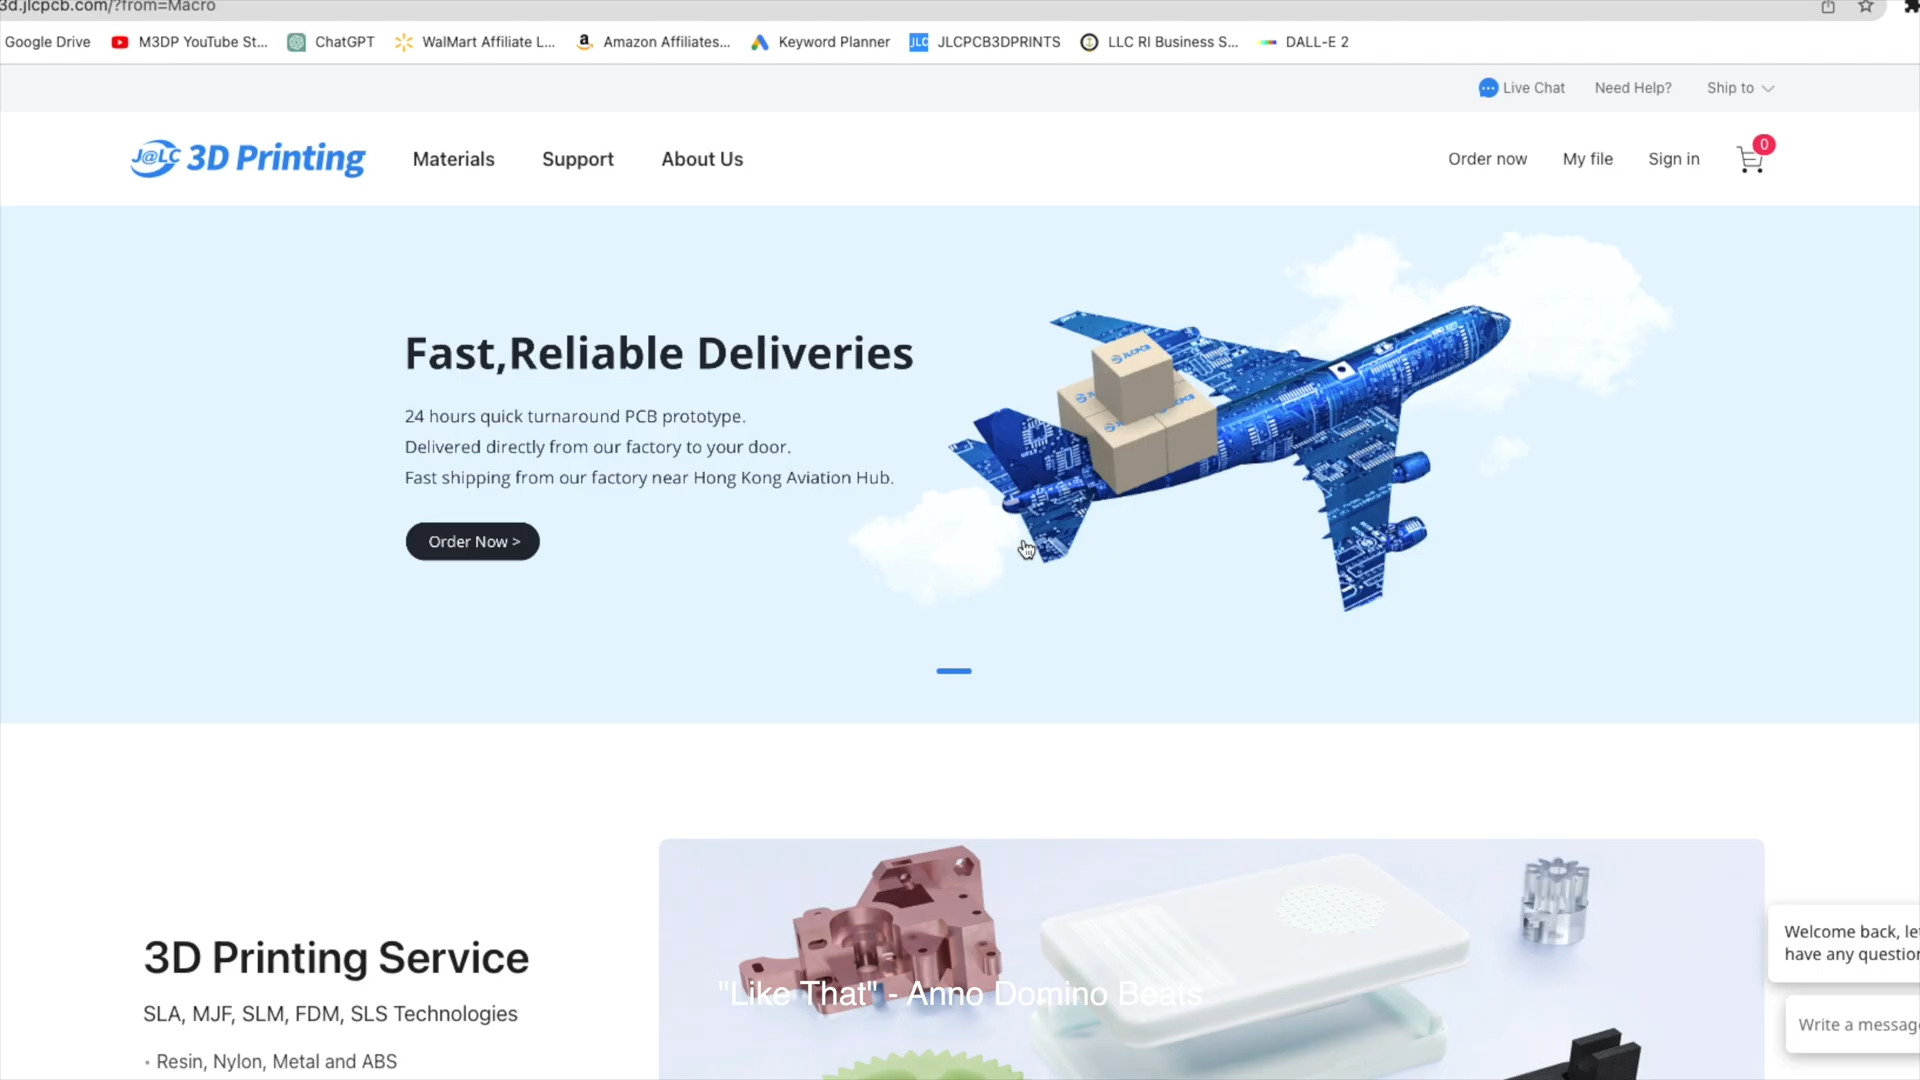 3d.jlcpcb.com/?from=Macro
Google Drive
M3DP YouTube St...
ChatGPT
WalMart Affiliate L...
a
Amazon Affiliates...
Keyword Planner
JLC
JLCPCB3DPRINTS
LLC RI Business S...
DALL-E 2
Live Chat
Need Help?
Ship to
J@LC 3D Printing
Materials
Support
About Us
Order now
My file
Sign in
0
Fast,Reliable Deliveries
24 hours quick turnaround PCB prototype.
Delivered directly from our factory to your door.
Fast shipping from our factory near Hong Kong Aviation Hub.
Order Now >
JLCPCB
3D Printing Service
SLA, MJF, SLM, FDM, SLS Technologies
• Resin, Nylon, Metal and ABS
"Like That" - Anno Domino Beats
Welcome back, le
have any question
Write a messag